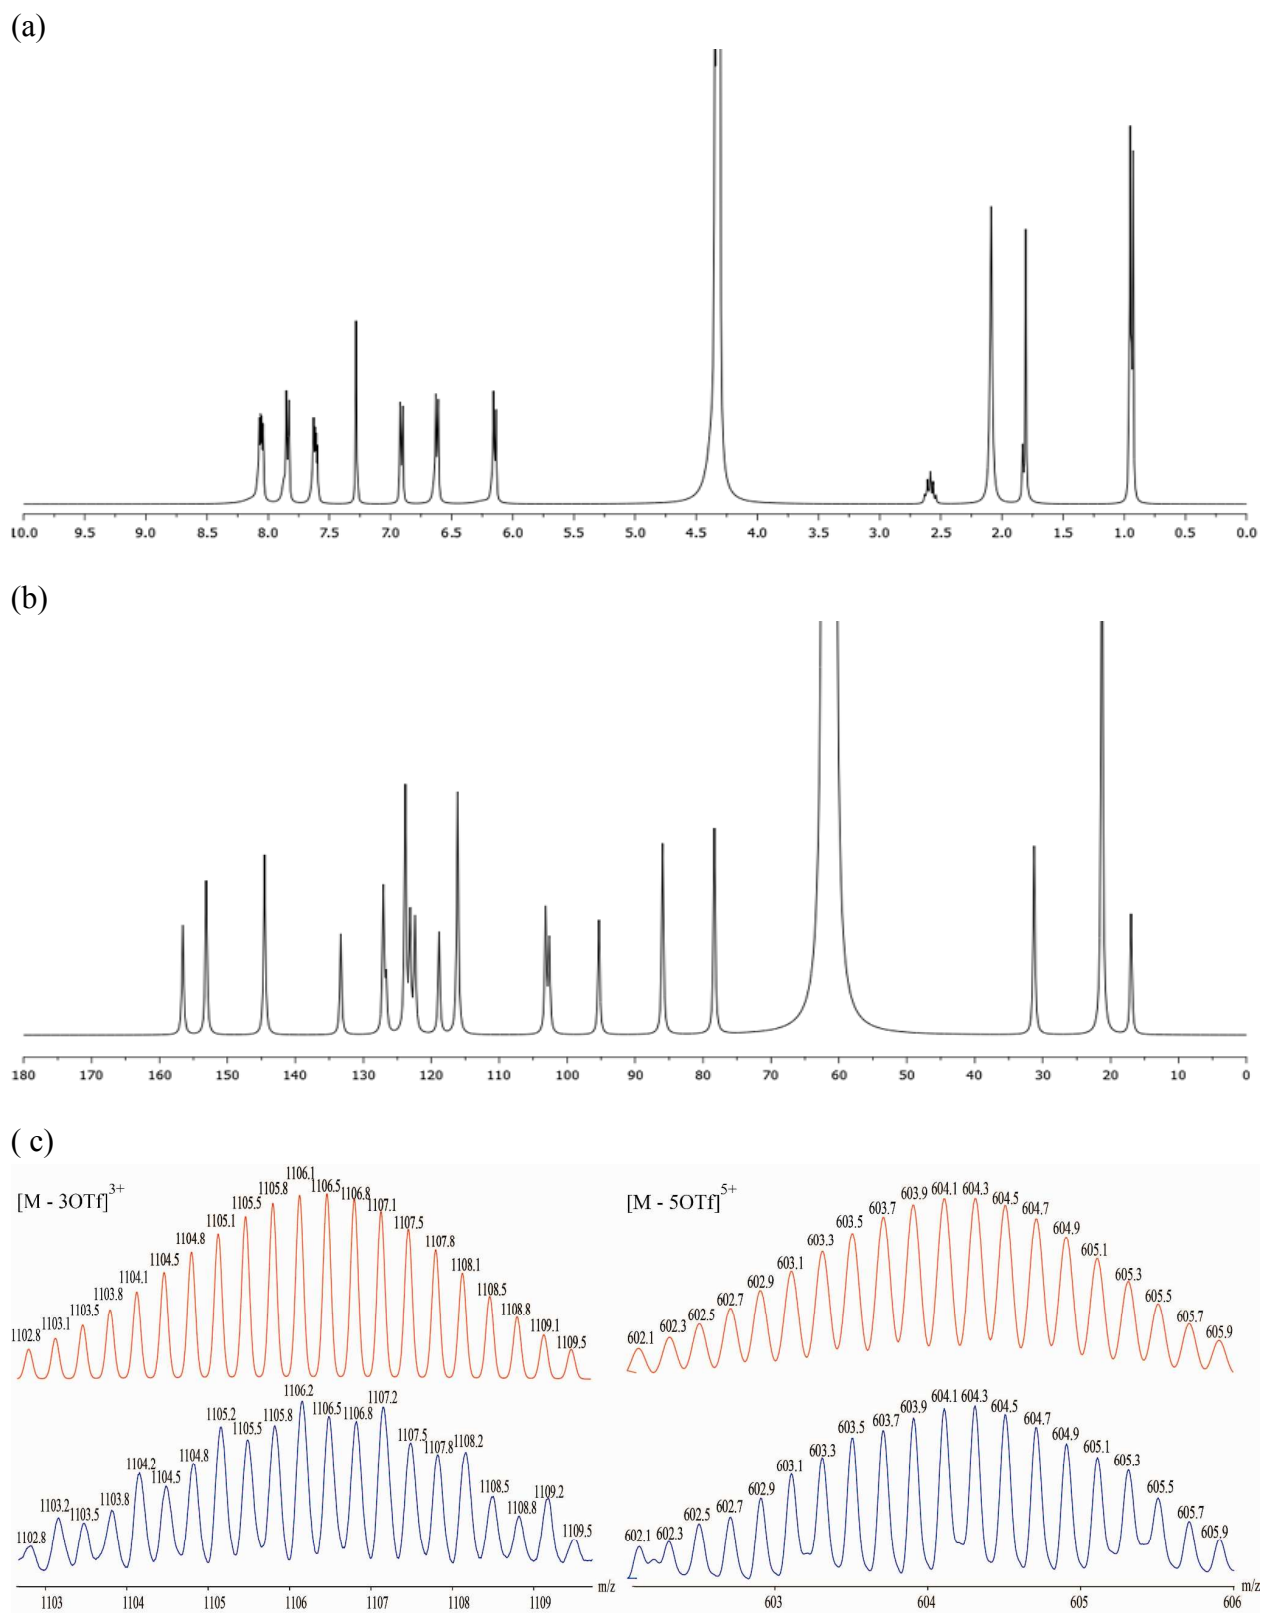 (a)
10.0 9.5 9.0 8.5 8.0 7.5 7.0 6.5 6.0 5.5 5.0 4.5 4.0 3.5 3.0 2.5 2.0 1.5 1.0 0.5 0.0
(b)
180 170 160 150 140 130 120 110 100 90 80 70 60 50 40 30 20 10 0
( c)
[M - 3OTf]3+
1102.8 1103.1 1103.5 1103.8 1104.1 1104.5 1104.8 1105.1 1105.5 1105.8 1106.1 1106.5 1106.8 1107.1 1107.5 1107.8 1108.1 1108.5 1108.8 1109.1 1109.5
1102.8 1103.2 1103.5 1103.8 1104.2 1104.5 1104.8 1105.2 1105.5 1105.8 1106.2 1106.5 1106.8 1107.2 1107.5 1107.8 1108.2 1108.5 1108.8 1109.2 1109.5
1103 1104 1105 1106 1107 1108 1109 m/z
[M - 5OTf]5+
602.1 602.3 602.5 602.7 602.9 603.1 603.3 603.5 603.7 603.9 604.1 604.3 604.5 604.7 604.9 605.1 605.3 605.5 605.7 605.9
602.1 602.3 602.5 602.7 602.9 603.1 603.3 603.5 603.7 603.9 604.1 604.3 604.5 604.7 604.9 605.1 605.3 605.5 605.7 605.9
603 604 605 606 m/z